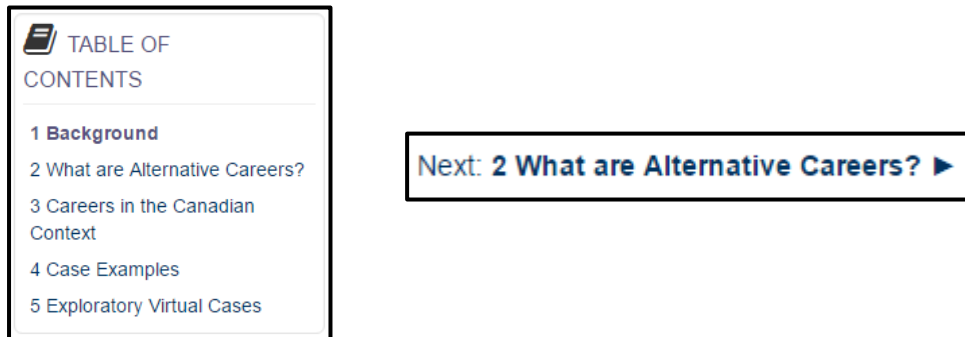 TABLE OF
CONTENTS
1 Background
2 What are Alternative Careers?
3 Careers in the Canadian
Context
4 Case Examples
5 Exploratory Virtual Cases
Next: 2 What are Alternative Careers? ►